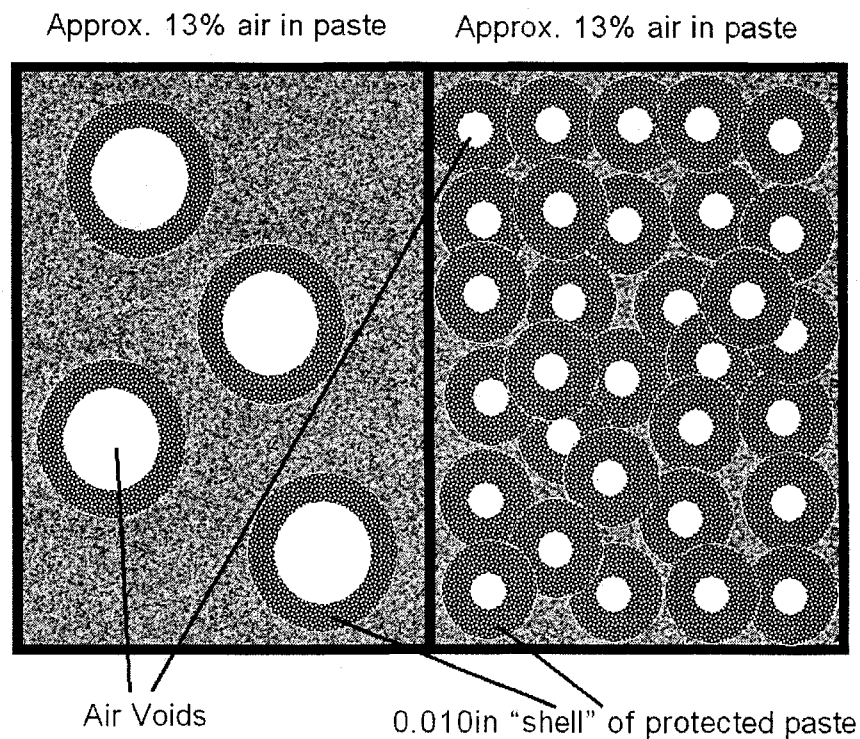 Approx. 13% air in paste
Approx. 13% air in paste
Air Voids
0.010in “shell” of protected paste